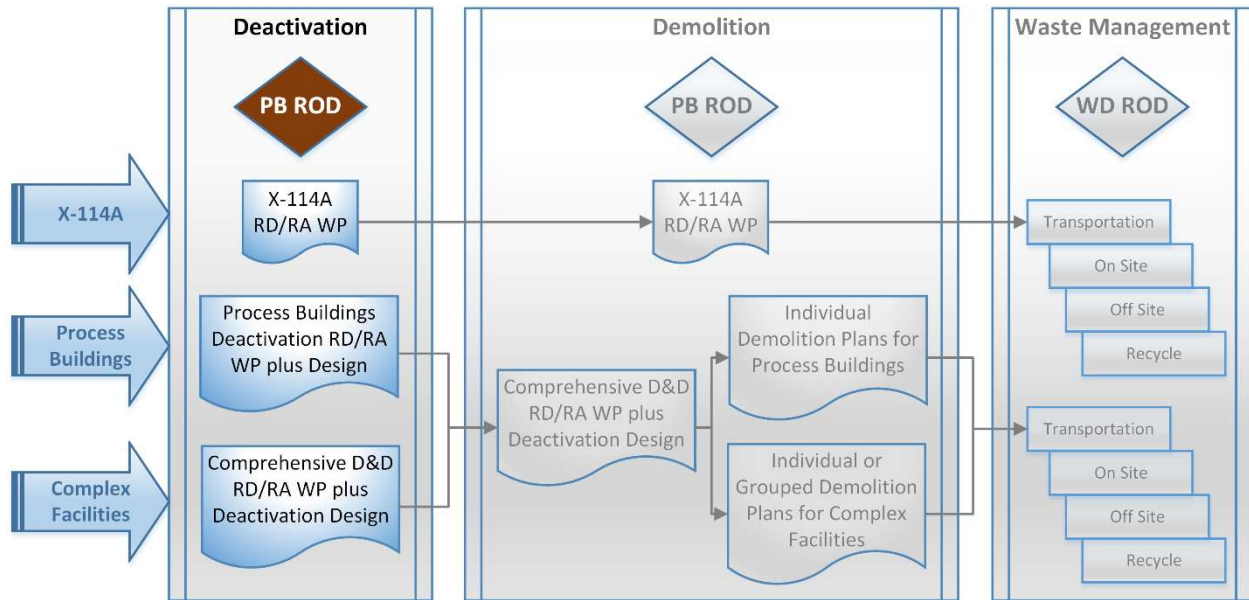 Deactivation
Demolition
Waste Management
PB ROD
PB ROD
WD ROD
X-114A
X-114A
RD/RA WP
X-114A
RD/RA WP
Transportation
On Site
Off Site
Recycle
Process
Buildings
Process Buildings
Deactivation RD/RA
WP plus Design
Individual
Demolition Plans for
Process Buildings
Comprehensive D&D
RD/RA WP plus
Deactivation Design
Transportation
On Site
Off Site
Recycle
Complex
Facilities
Comprehensive D&D
RD/RA WP plus
Deactivation Design
Individual or
Grouped Demolition
Plans for Complex
Facilities